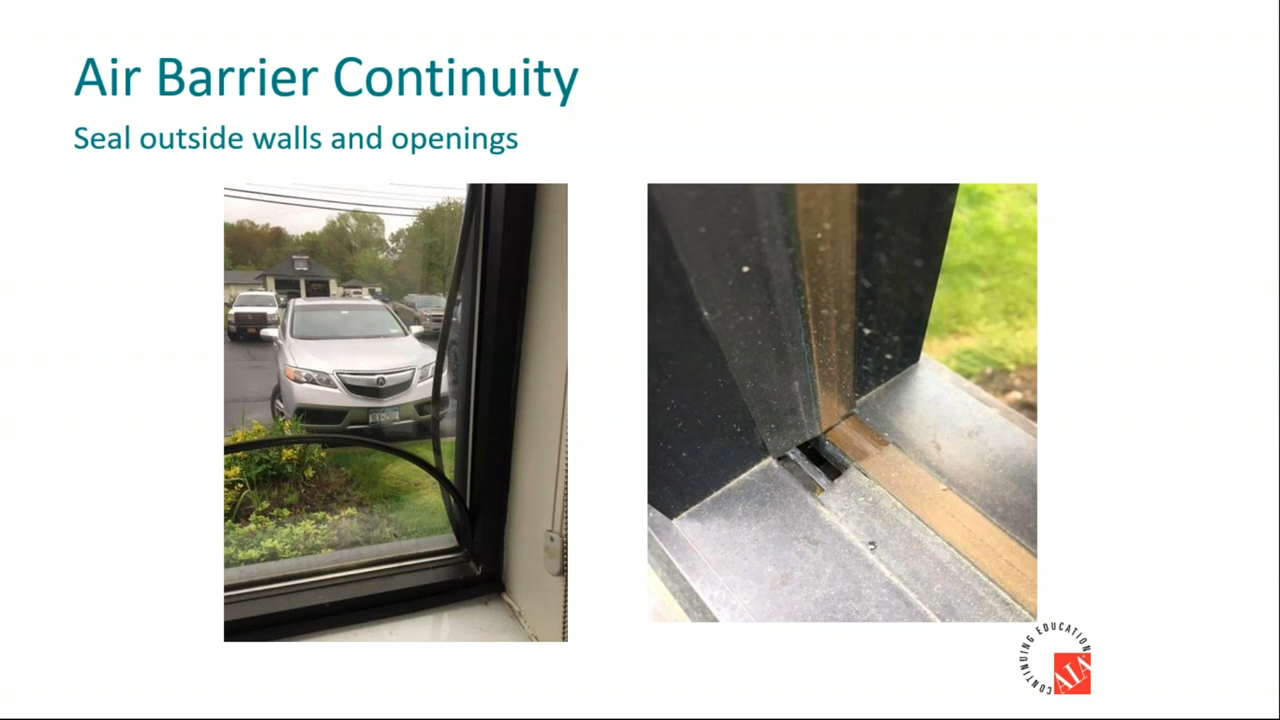 Air Barrier Continuity
Seal outside walls and openings
CONTINUING EDUCATION
AIA